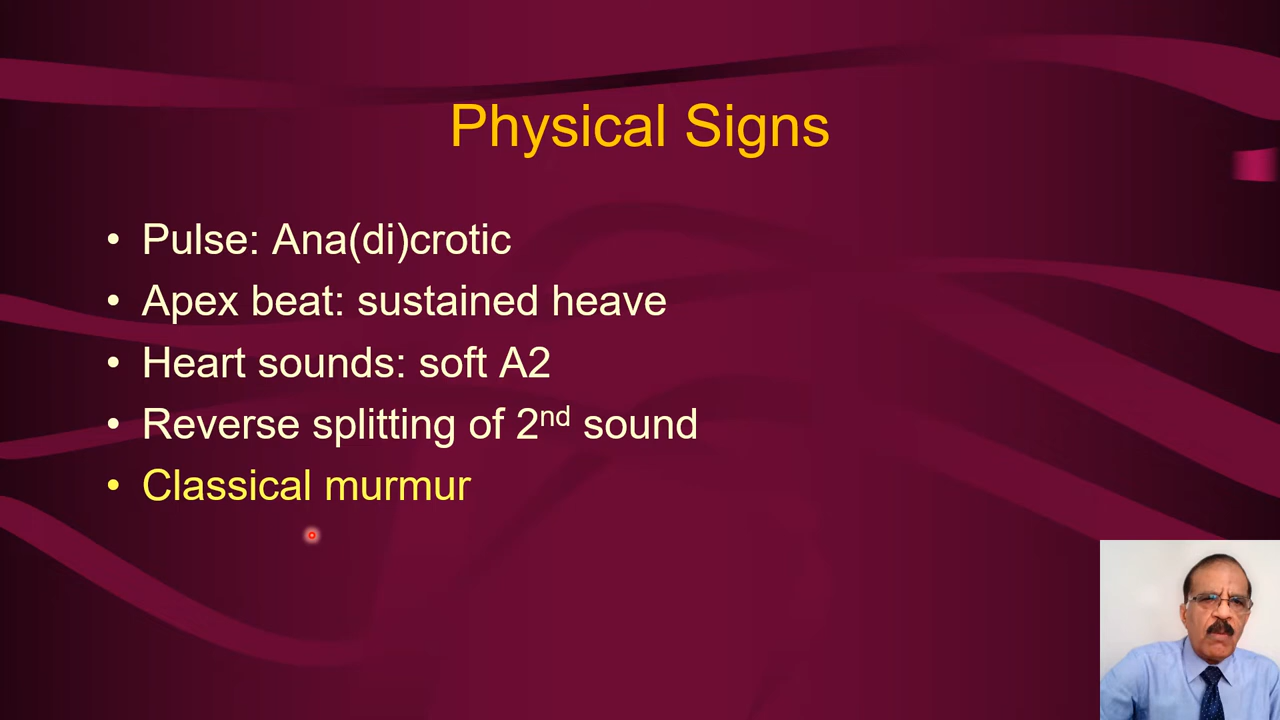 Physical Signs
• Pulse: Ana(di)crotic
• Apex beat: sustained heave
• Heart sounds: soft A2
• Reverse splitting of 2nd sound
• Classical murmur